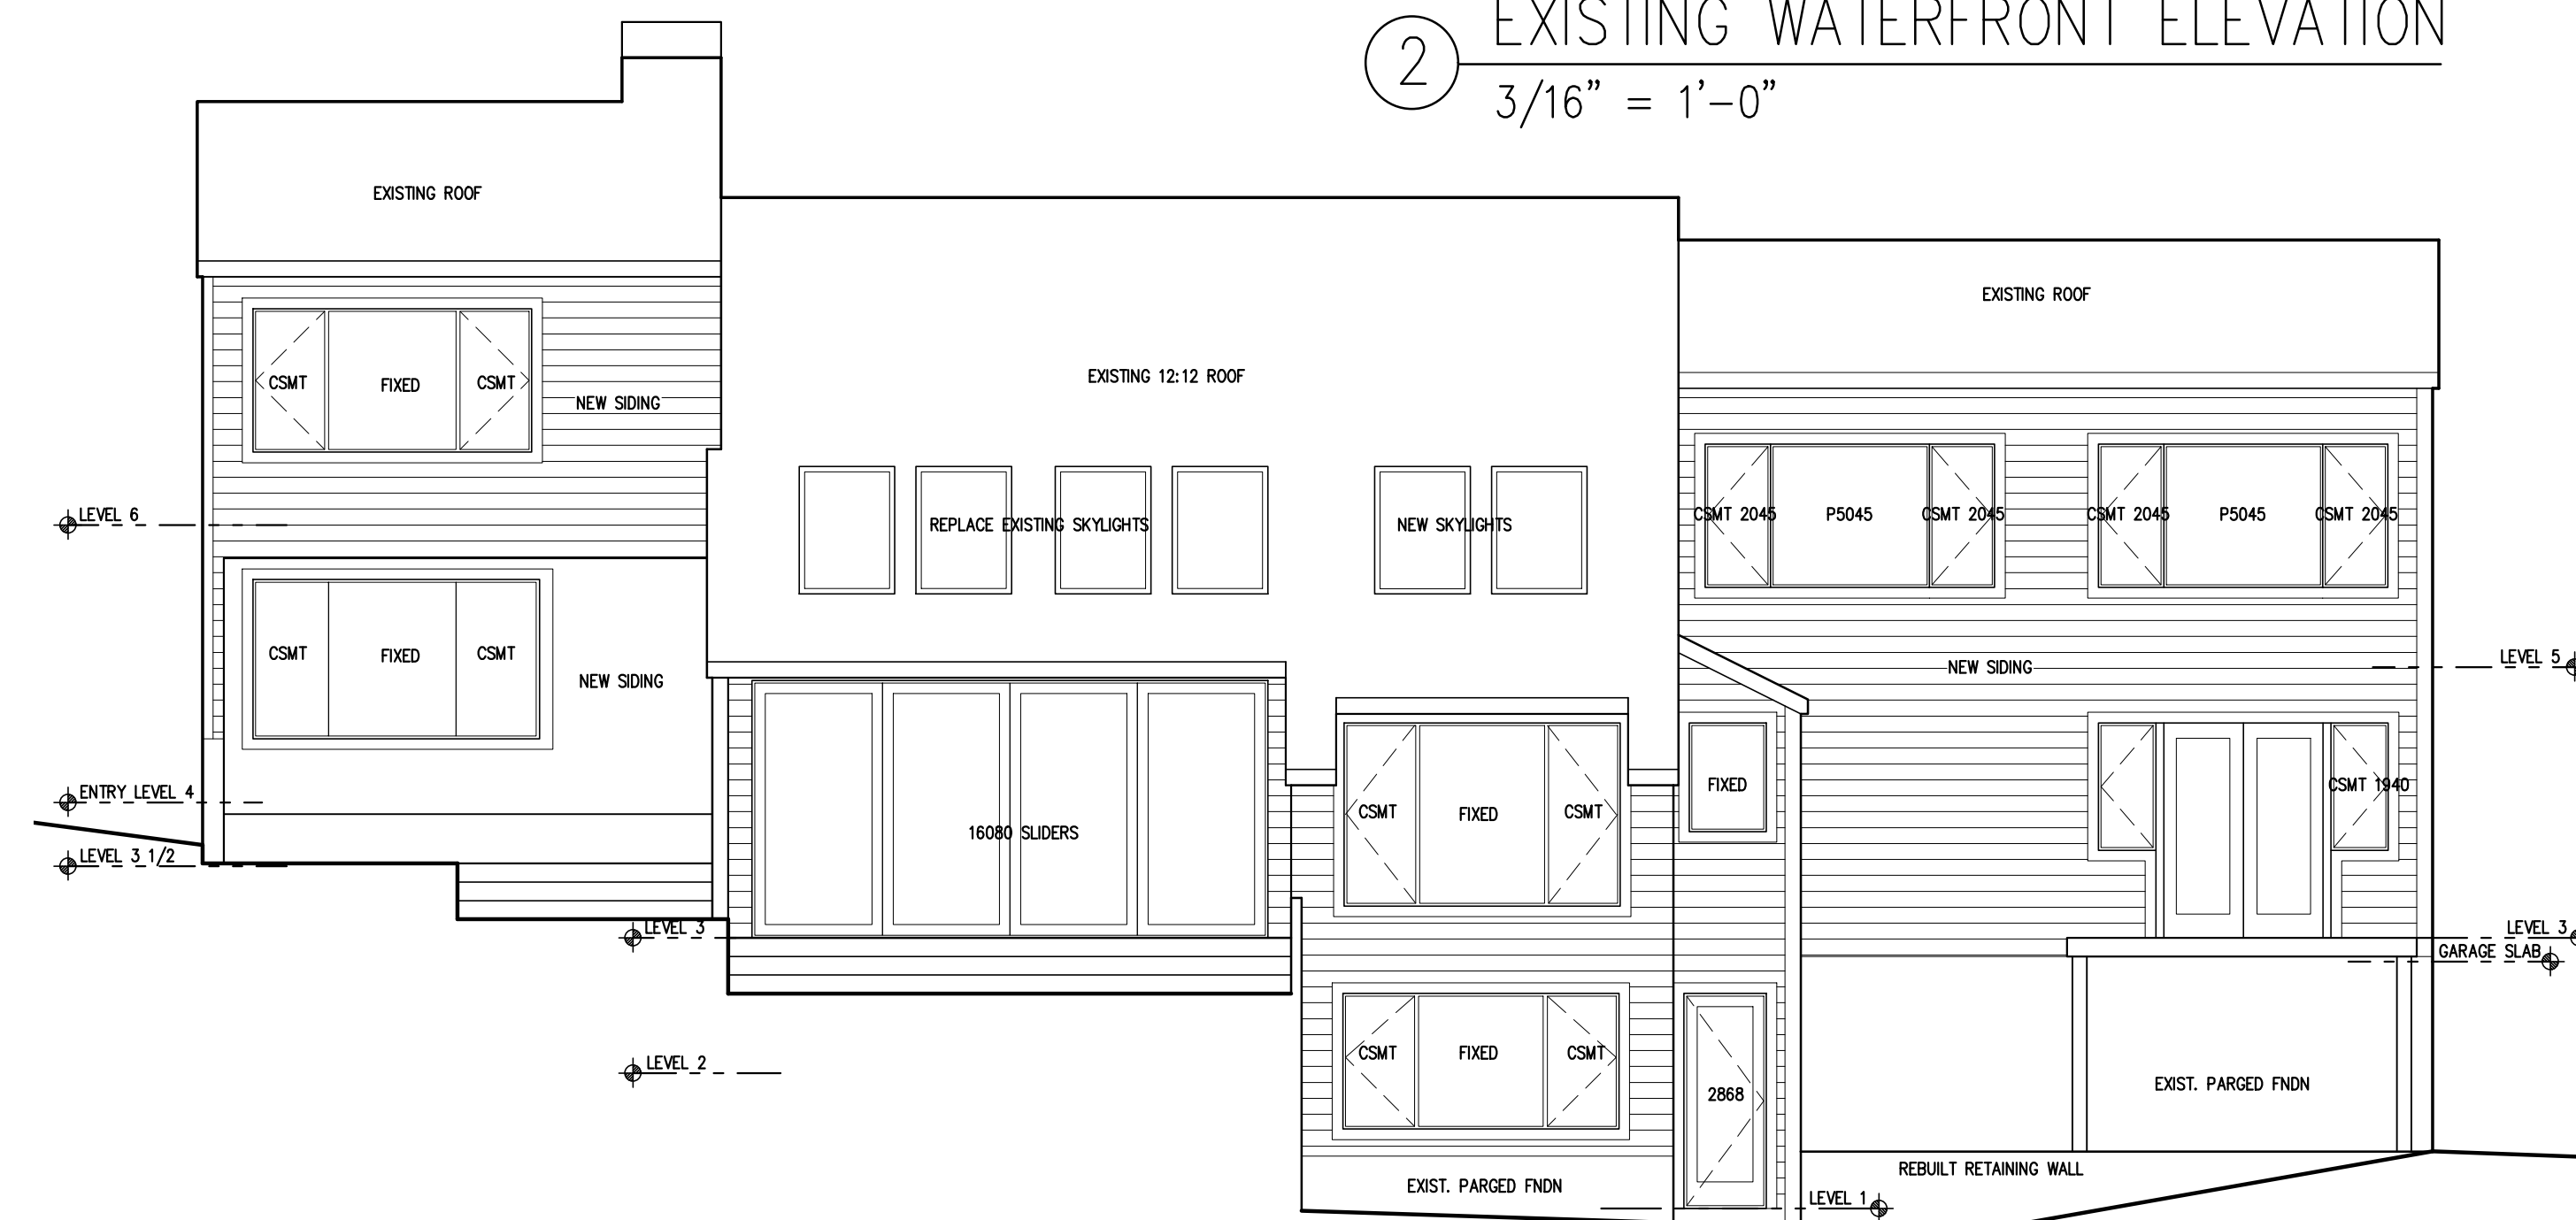 2
EXISTING WATERFRONT ELEVATION
3/16" = 1'-0"
EXISTING ROOF
EXISTING ROOF
EXISTING 12:12 ROOF
CSMT
FIXED
CSMT
NEW SIDING
LEVEL 6
REPLACE EXISTING SKYLIGHTS
NEW SKYLIGHTS
CSMT 2045
P5045
CSMT 2045
CSMT 2045
P5045
CSMT 2045
CSMT
FIXED
CSMT
NEW SIDING
NEW SIDING
LEVEL 5
ENTRY LEVEL 4
16080 SLIDERS
CSMT
FIXED
CSMT
FIXED
CSMT 1940
LEVEL 3 1/2
LEVEL 3
LEVEL 3
GARAGE SLAB
LEVEL 2
CSMT
FIXED
CSMT
2868
EXIST. PARGED FNDN
EXIST. PARGED FNDN
REBUILT RETAINING WALL
LEVEL 1